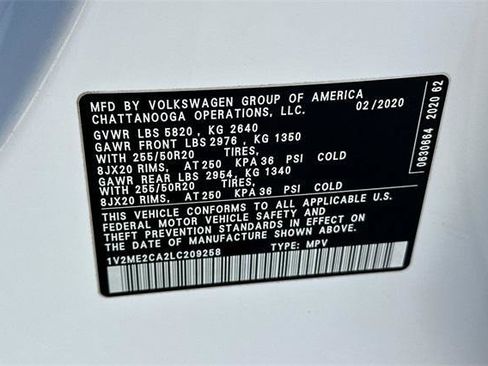 MFD BY VOLKSWAGEN GROUP OF AMERICA
CHATTANOOGA OPERATIONS, LLC. 02/2020
GVWR LBS 5820, KG 2640
GAWR FRONT LBS 2976, KG 1350
WITH 255/50R20 TIRES,
8JX20 RIMS, AT 250 KPA 36 PSI COLD
GAWR REAR LBS 2954, KG 1340
WITH 255/50R20 TIRES,
8JX20 RIMS, AT 250 KPA 36 PSI COLD
THIS VEHICLE CONFORMS TO ALL APPLICABLE U.S.
FEDERAL MOTOR VEHICLE SAFETY AND
THEFT PREVENTION STANDARDS IN EFFECT ON
THE DATE OF MANUFACTURE SHOWN ABOVE.
1V2ME2CA2LC209258 TYPE: MPV
0630664 2020 62